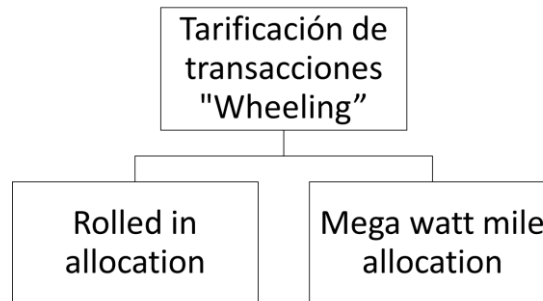 Tarificación de
transacciones
"Wheeling”
Rolled in
allocation
Mega watt mile
allocation